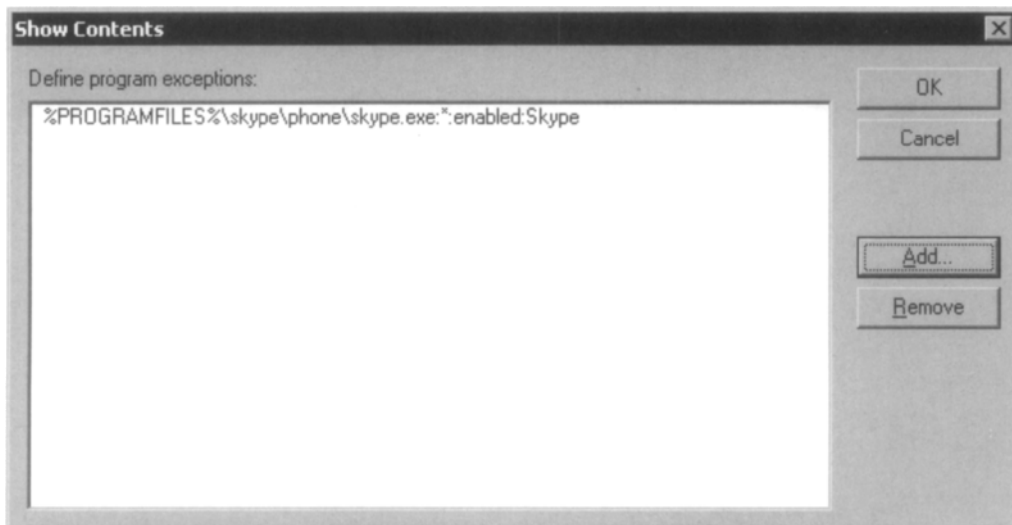 Show Contents
Define program exceptions:
%PROGRAMFILES%\skype\phone\skype.exe:*:enabled:Skype
OK
Cancel
Add...
Remove